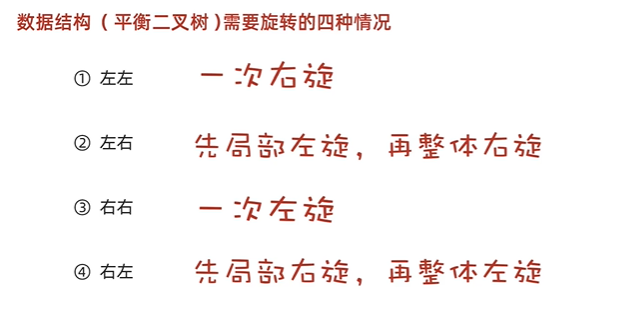 数据结构（平衡二叉树)需要旋转的四种情况
① 左左 一次右旋
② 左右 先局部左旋，再整体右旋
③ 右右 一次左旋
④ 右左 先局部右旋，再整体左旋